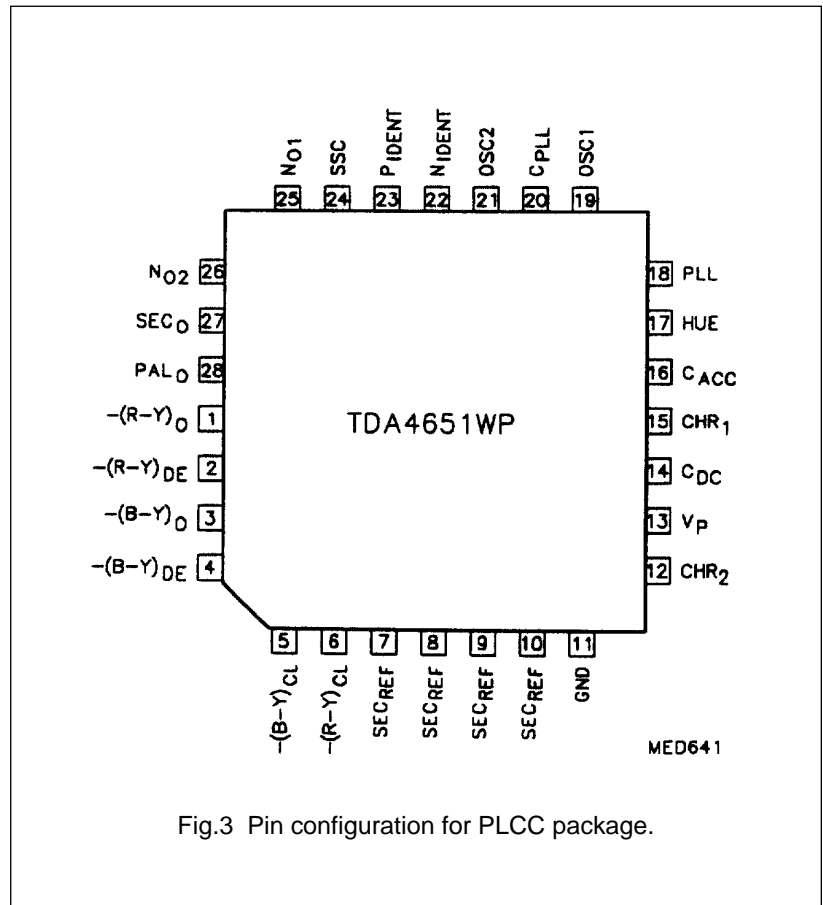 NO1 SSC PIDENT NIDENT OSC2 CPLL OSC1
25 24 23 22 21 20 19
NO2 26
SECO 27
PALO 28
-(R-Y)O 1
-(R-Y)DE 2
-(B-Y)O 3
-(B-Y)DE 4
TDA4651WP
18 PLL
17 HUE
16 CACC
15 CHR1
14 CDC
13 VP
12 CHR2
5 6 7 8 9 10 11
-(B-Y)CL -(R-Y)CL SECREF SECREF SECREF SECREF GND
MED641
Fig.3 Pin configuration for PLCC package.